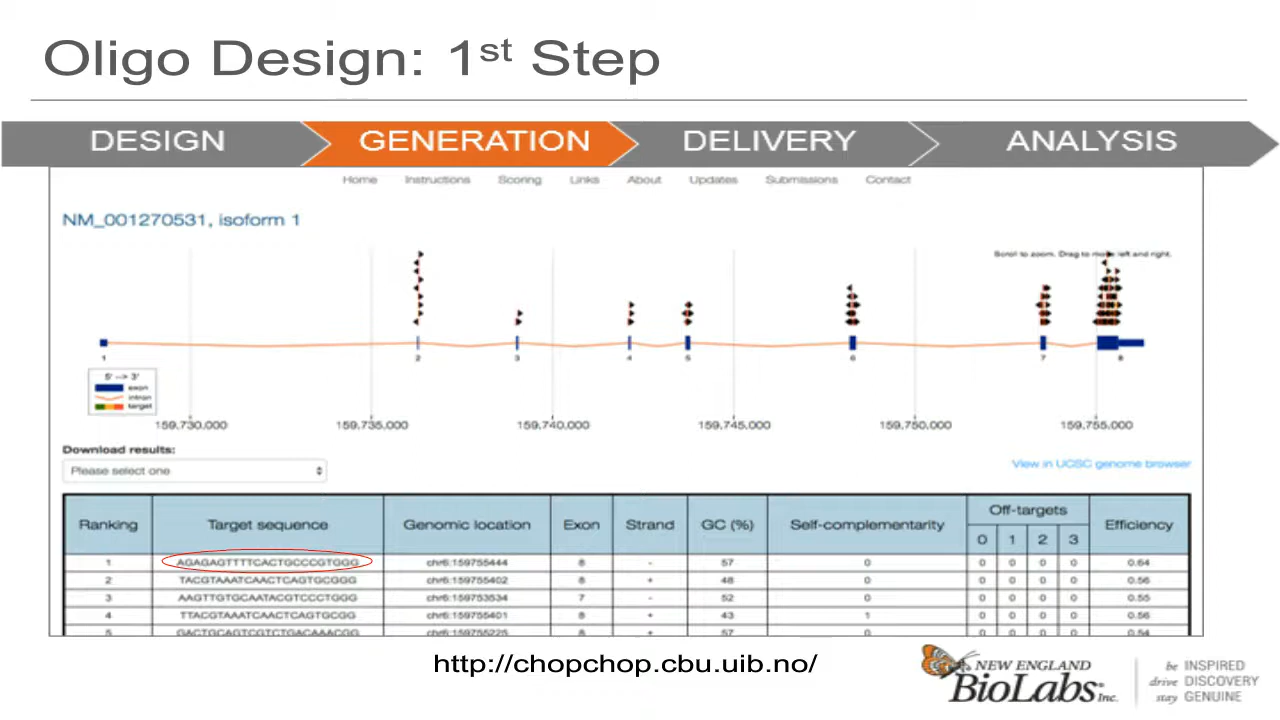 Oligo Design: 1st Step
DESIGN GENERATION DELIVERY ANALYSIS
Home Instructions Scoring Links About Updates Submissions Contact
NM_001270531, isoform 1
Scroll to zoom. Drag to move left and right.
1 2 3 4 5 6 7 8
5' --> 3'
exon
intron
target
159,730,000 159,735,000 159,740,000 159,745,000 159,750,000 159,755,000
Download results:
Please select one
View in UCSC genome browser
Ranking Target sequence Genomic location Exon Strand GC (%) Self-complementarity Off-targets Efficiency
0 1 2 3
1 AGAGAGTTTTCACTGCCCGTGGG chr6:159755444 8 - 57 0 0 0 0 0 0.64
2 TACGTAAATCAACTCAGTGCGGG chr6:159755402 8 + 48 0 0 0 0 0 0.56
3 AAGTTGTGCAATACGTCCCTGGG chr6:159753534 7 - 52 0 0 0 0 0 0.55
4 TTACGTAAATCAACTCAGTGCGG chr6:159755401 8 + 43 1 0 0 0 0 0.56
5 GACTGCAGTCGTCTGACAAACGG chr6:159755225 8 + 57 0 0 0 0 0 0.54
http://chopchop.cbu.uib.no/
NEW ENGLAND
BioLabs Inc.
be INSPIRED
drive DISCOVERY
stay GENUINE